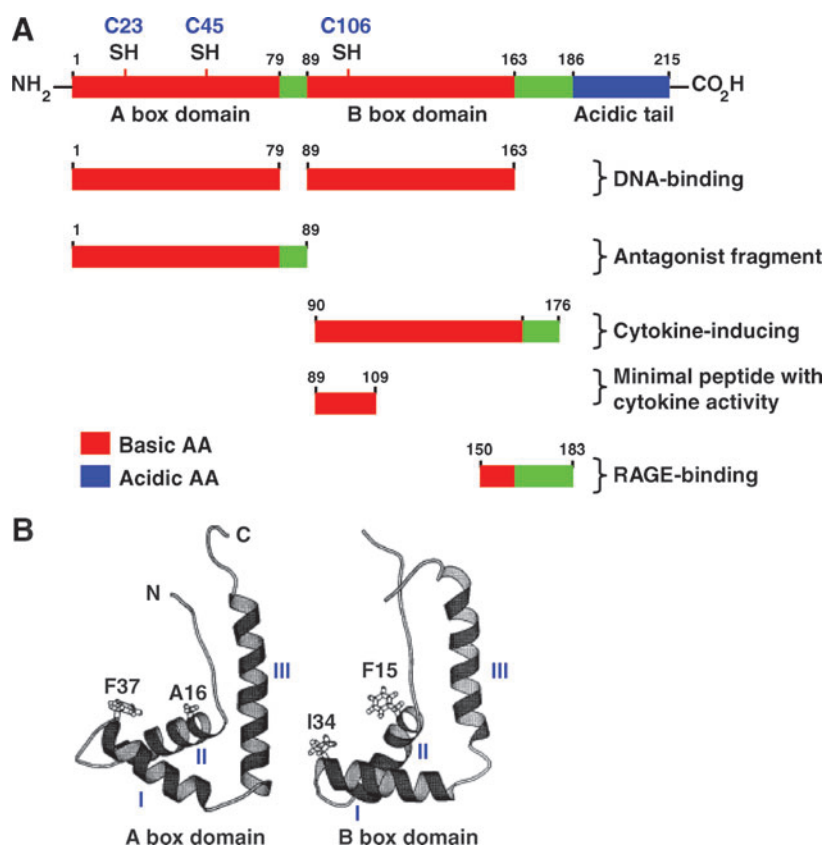 A
C23 C45 C106
SH SH SH
1 79 89 163 186 215
NH2 CO2H
A box domain B box domain Acidic tail
1 79 89 163
DNA-binding
1 89
Antagonist fragment
90 176
Cytokine-inducing
89 109
Minimal peptide with
cytokine activity
Basic AA
Acidic AA
150 183
RAGE-binding
B
C
N
III
F37 A16
II
I
A box domain
F15
III
I34
II
I
B box domain